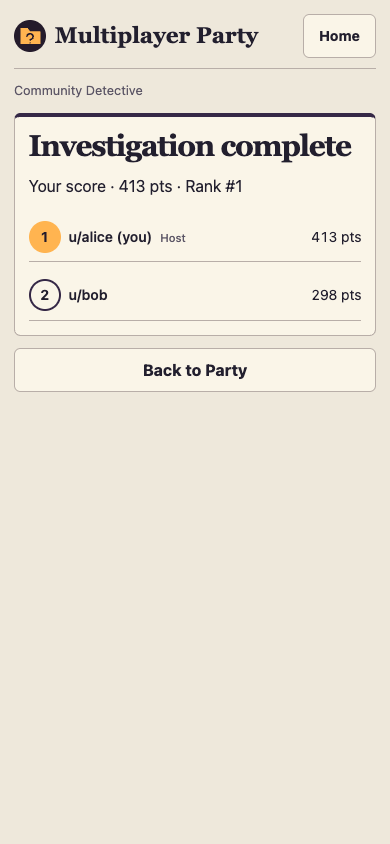 Multiplayer Party
Home
Community Detective
Investigation complete
Your score · 413 pts · Rank #1
1 u/alice (you) Host 413 pts
2 u/bob 298 pts
Back to Party